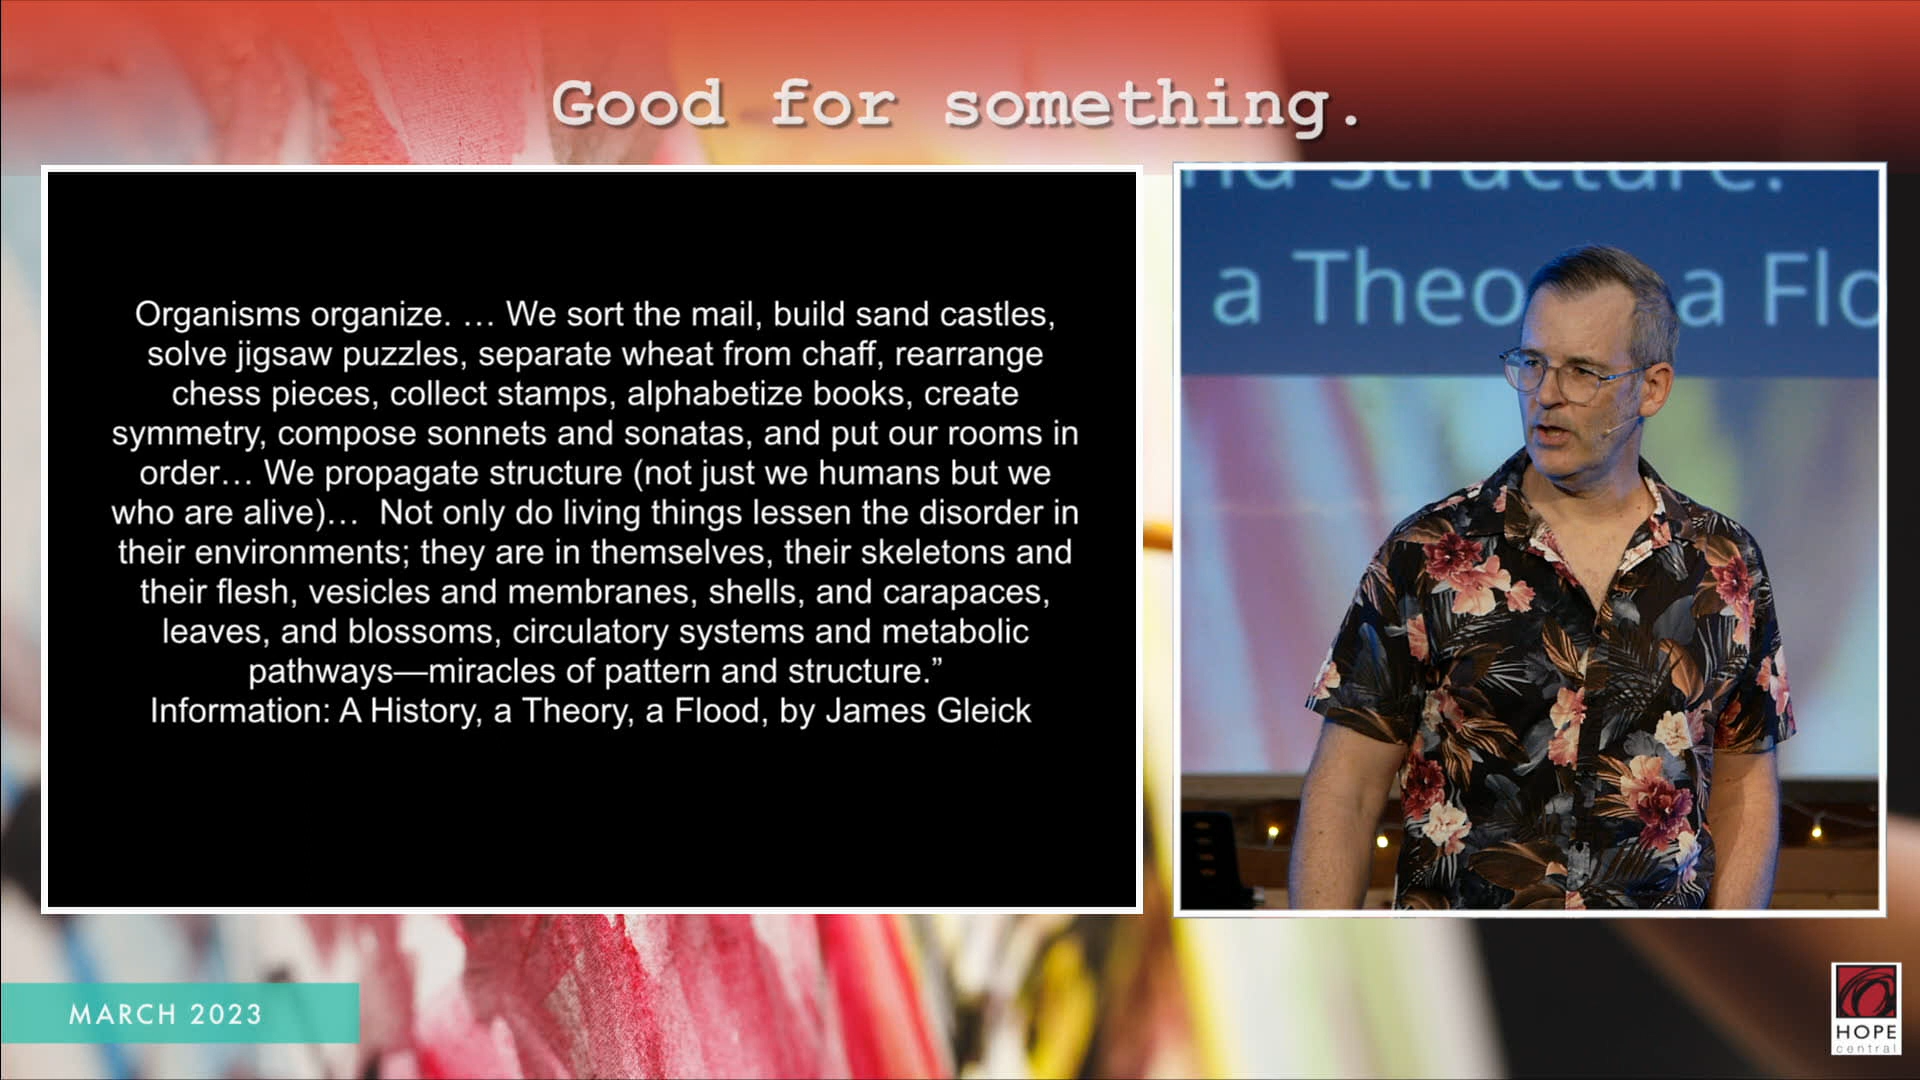 Good for something.
Organisms organize. … We sort the mail, build sand castles,
solve jigsaw puzzles, separate wheat from chaff, rearrange
chess pieces, collect stamps, alphabetize books, create
symmetry, compose sonnets and sonatas, and put our rooms in
order… We propagate structure (not just we humans but we
who are alive)…  Not only do living things lessen the disorder in
their environments; they are in themselves, their skeletons and
their flesh, vesicles and membranes, shells, and carapaces,
leaves, and blossoms, circulatory systems and metabolic
pathways—miracles of pattern and structure.”
Information: A History, a Theory, a Flood, by James Gleick
structure.
a Theo a Flo
MARCH 2023
HOPE
central